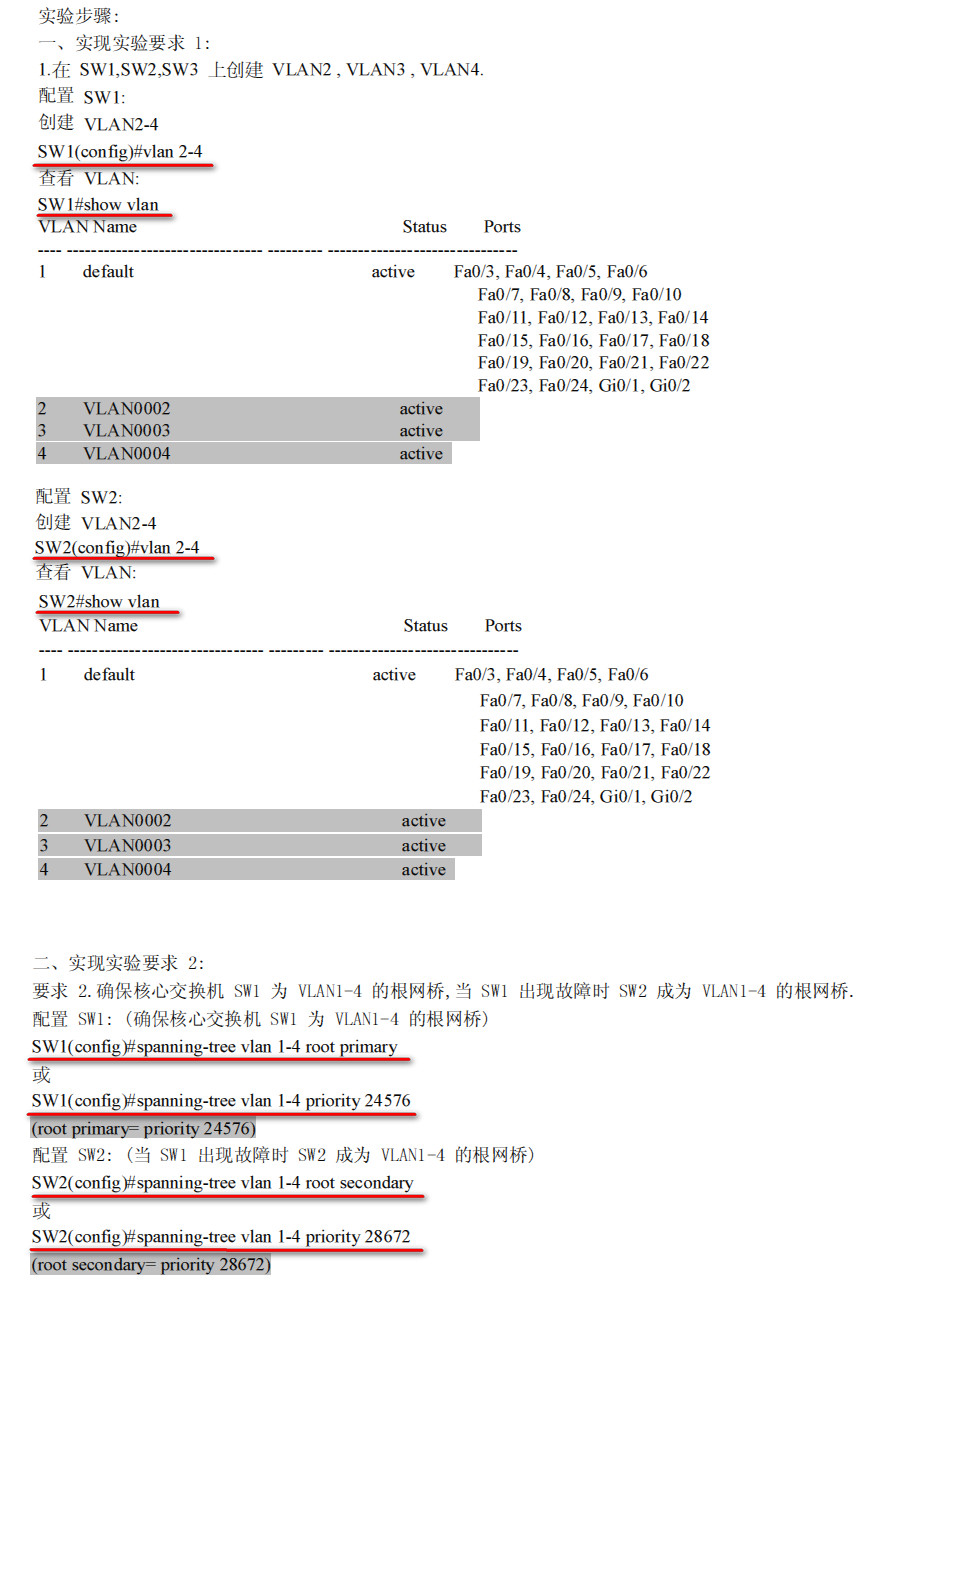 实验步骤:
一、实现实验要求 1:
1.在 SW1,SW2,SW3 上创建 VLAN2 , VLAN3 , VLAN4.
配置 SW1:
创建 VLAN2-4
SW1(config)#vlan 2-4
查看 VLAN:
SW1#show vlan
VLAN Name Status Ports
---- -------------------------------- --------- -------------------------------
1 default active Fa0/3, Fa0/4, Fa0/5, Fa0/6
Fa0/7, Fa0/8, Fa0/9, Fa0/10
Fa0/11, Fa0/12, Fa0/13, Fa0/14
Fa0/15, Fa0/16, Fa0/17, Fa0/18
Fa0/19, Fa0/20, Fa0/21, Fa0/22
Fa0/23, Fa0/24, Gi0/1, Gi0/2
2 VLAN0002 active
3 VLAN0003 active
4 VLAN0004 active
配置 SW2:
创建 VLAN2-4
SW2(config)#vlan 2-4
查看 VLAN:
SW2#show vlan
VLAN Name Status Ports
---- -------------------------------- --------- -------------------------------
1 default active Fa0/3, Fa0/4, Fa0/5, Fa0/6
Fa0/7, Fa0/8, Fa0/9, Fa0/10
Fa0/11, Fa0/12, Fa0/13, Fa0/14
Fa0/15, Fa0/16, Fa0/17, Fa0/18
Fa0/19, Fa0/20, Fa0/21, Fa0/22
Fa0/23, Fa0/24, Gi0/1, Gi0/2
2 VLAN0002 active
3 VLAN0003 active
4 VLAN0004 active
二、实现实验要求 2:
要求 2.确保核心交换机 SW1 为 VLAN1-4 的根网桥,当 SW1 出现故障时 SW2 成为 VLAN1-4 的根网桥.
配置 SW1: (确保核心交换机 SW1 为 VLAN1-4 的根网桥)
SW1(config)#spanning-tree vlan 1-4 root primary
或
SW1(config)#spanning-tree vlan 1-4 priority 24576
(root primary= priority 24576)
配置 SW2: (当 SW1 出现故障时 SW2 成为 VLAN1-4 的根网桥)
SW2(config)#spanning-tree vlan 1-4 root secondary
或
SW2(config)#spanning-tree vlan 1-4 priority 28672
(root secondary= priority 28672)